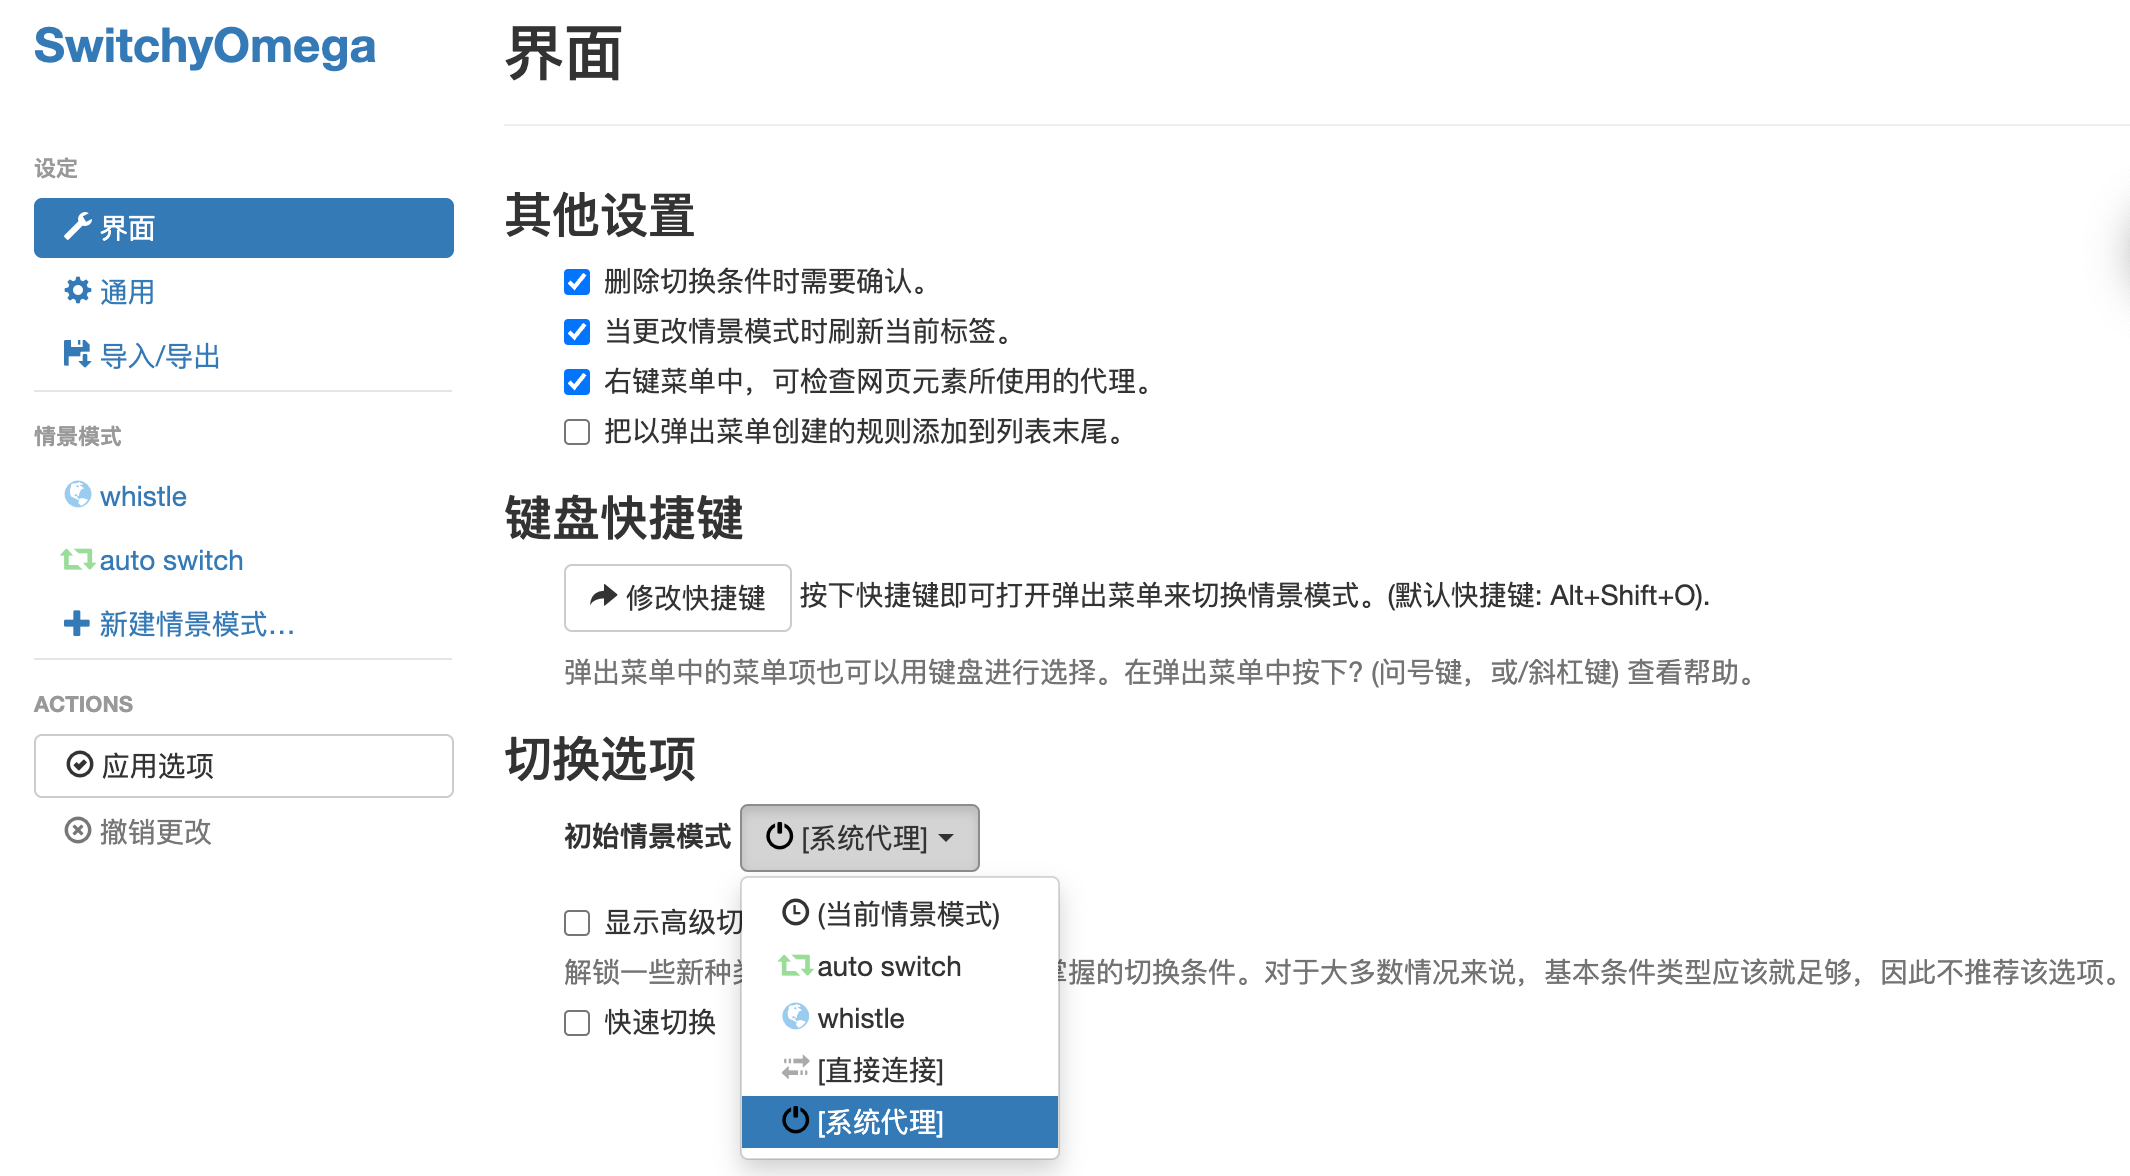 SwitchyOmega
设定
界面
通用
导入/导出
情景模式
whistle
auto switch
新建情景模式…
ACTIONS
应用选项
撤销更改
界面
其他设置
删除切换条件时需要确认。
当更改情景模式时刷新当前标签。
右键菜单中，可检查网页元素所使用的代理。
把以弹出菜单创建的规则添加到列表末尾。
键盘快捷键
修改快捷键 按下快捷键即可打开弹出菜单来切换情景模式。(默认快捷键: Alt+Shift+O).
弹出菜单中的菜单项也可以用键盘进行选择。在弹出菜单中按下? (问号键，或/斜杠键) 查看帮助。
切换选项
初始情景模式 [系统代理]
(当前情景模式)
auto switch
whistle
[直接连接]
[系统代理]
显示高级切
解锁一些新种 握的切换条件。对于大多数情况来说，基本条件类型应该就足够，因此不推荐该选项。
快速切换